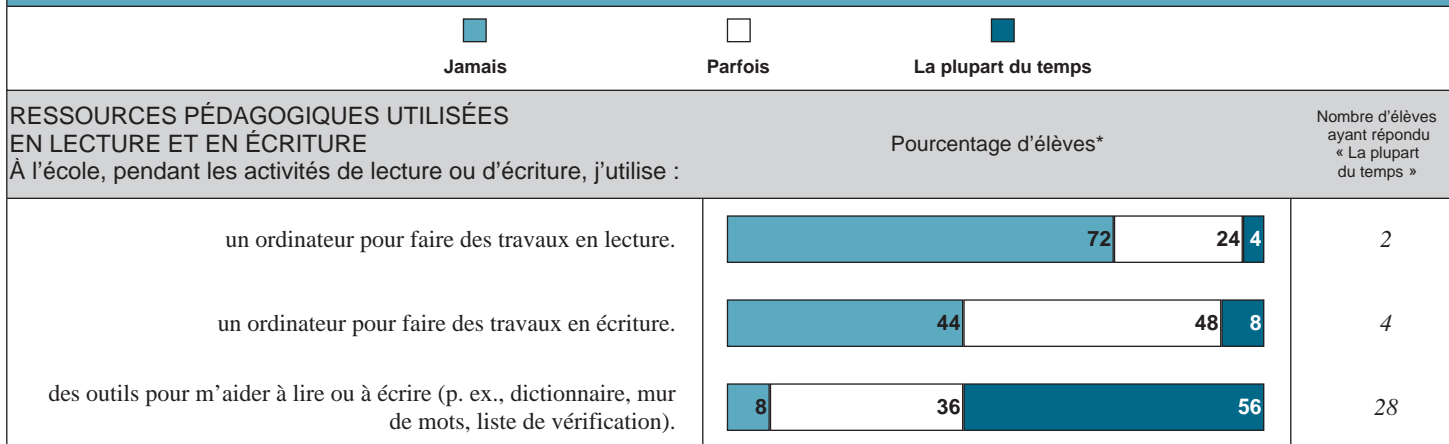 Jamais
Parfois
La plupart du temps
RESSOURCES PÉDAGOGIQUES UTILISÉES
EN LECTURE ET EN ÉCRITURE
À l'école, pendant les activités de lecture ou d'écriture, j'utilise :
Pourcentage d'élèves*
Nombre d'élèves
ayant répondu
« La plupart
du temps »
un ordinateur pour faire des travaux en lecture.
72 24 4
2
un ordinateur pour faire des travaux en écriture.
44 48 8
4
des outils pour m'aider à lire ou à écrire (p. ex., dictionnaire, mur
de mots, liste de vérification).
8 36 56
28